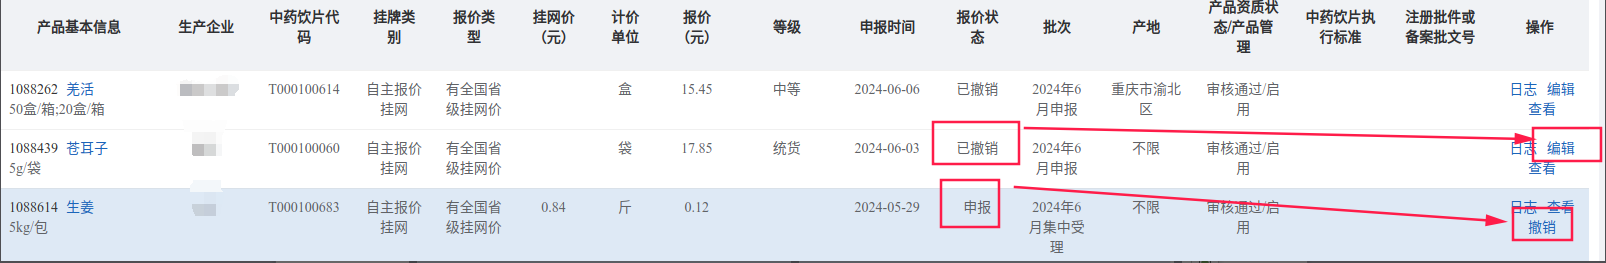 产品基本信息 生产企业 中药饮片代码 挂牌类别 报价类型 挂网价（元） 计价单位 报价（元） 等级 申报时间 报价状态 批次 产地 产品资质状态/产品管理 中药饮片执行标准 注册批件或备案批文号 操作
1088262 羌活 T000100614 自主报价 有全国省 盒 15.45 中等 2024-06-06 已撤销 2024年6 重庆市渝北 审核通过/启 日志 编辑
50盒/箱;20盒/箱 挂网 级挂网价 月申报 区 用 查看
1088439 苍耳子 T000100060 自主报价 有全国省 袋 17.85 统货 2024-06-03 已撤销 2024年6 不限 审核通过/启 日志 编辑
5g/袋 挂网 级挂网价 月申报 用 查看
1088614 生姜 T000100683 自主报价 有全国省 0.84 斤 0.12 2024-05-29 申报 2024年6 不限 审核通过/启 日志 查看
5kg/包 挂网 级挂网价 月集中受 用 撤销
理